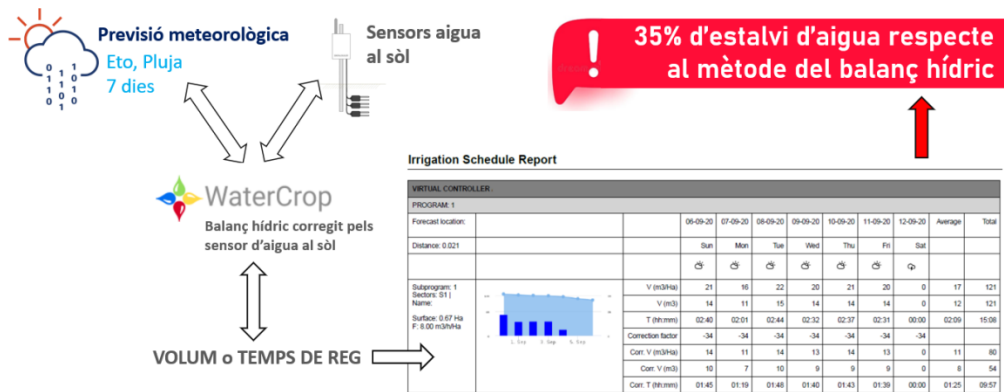 Previsió meteorològica
Eto, Pluja
7 dies
Sensors aigua
al sòl
35% d'estalvi d'aigua respecte
al mètode del balanç hídric
!
WaterCrop
Balanç hídric corregit pels
sensor d'aigua al sòl
VOLUM o TEMPS DE REG
Irrigation Schedule Report
VIRTUAL CONTROLLER.
PROGRAM: 1
Forecast location: 06-09-20 07-09-20 08-09-20 09-09-20 10-09-20 11-09-20 12-09-20 Average Total
Distance: 0.021 Sun Mon Tue Wed Thu Fri Sat
Subprogram: 1
Sectors: S1 |
Name:
Surface: 0.67 Ha
F: 8.00 m3/h/Ha
V (m3/Ha) 21 16 22 20 21 20 0 17 121
V (m3) 14 11 15 14 14 14 0 12 121
T (hh:mm) 02:40 02:01 02:44 02:32 02:37 02:31 00:00 02:09 15:08
Correction factor -34 -34 -34 -34 -34 -34 -34
Corr. V (m3/Ha) 14 11 14 13 14 13 0 11 80
Corr. V (m3) 10 7 10 9 9 9 0 8 54
Corr. T (hh:mm) 01:45 01:19 01:48 01:40 01:43 01:39 00:00 01:25 09:57